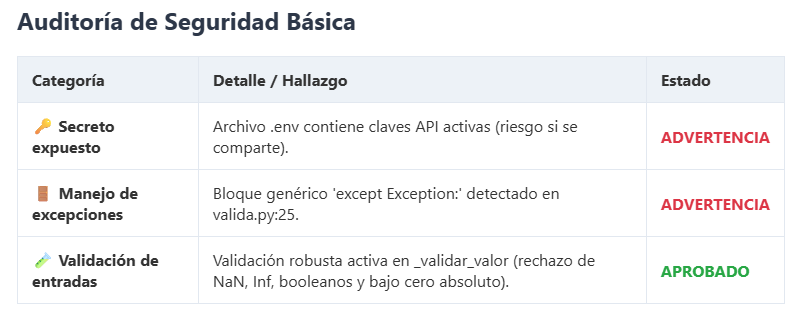 Auditoría de Seguridad Básica
Categoría
Detalle / Hallazgo
Estado
🔑 Secreto
expuesto
Archivo .env contiene claves API activas (riesgo si se
comparte).
ADVERTENCIA
🚪 Manejo de
excepciones
Bloque genérico 'except Exception:' detectado en
valida.py:25.
ADVERTENCIA
🧪 Validación de
entradas
Validación robusta activa en _validar_valor (rechazo de
NaN, Inf, booleanos y bajo cero absoluto).
APROBADO